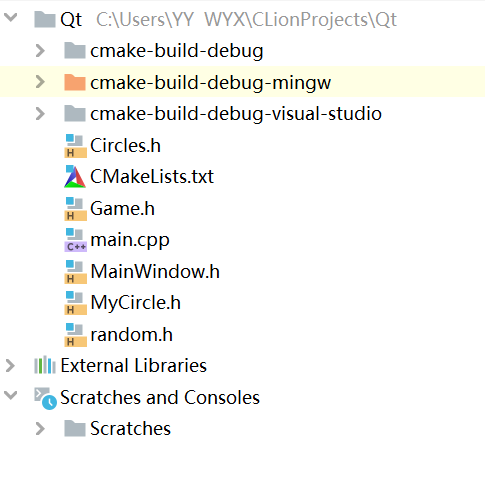 Qt C:\Users\YY WYX\CLionProjects\Qt
cmake-build-debug
cmake-build-debug-mingw
cmake-build-debug-visual-studio
H Circles.h
CMakeLists.txt
H Game.h
C++ main.cpp
H MainWindow.h
H MyCircle.h
H random.h
External Libraries
Scratches and Consoles
Scratches